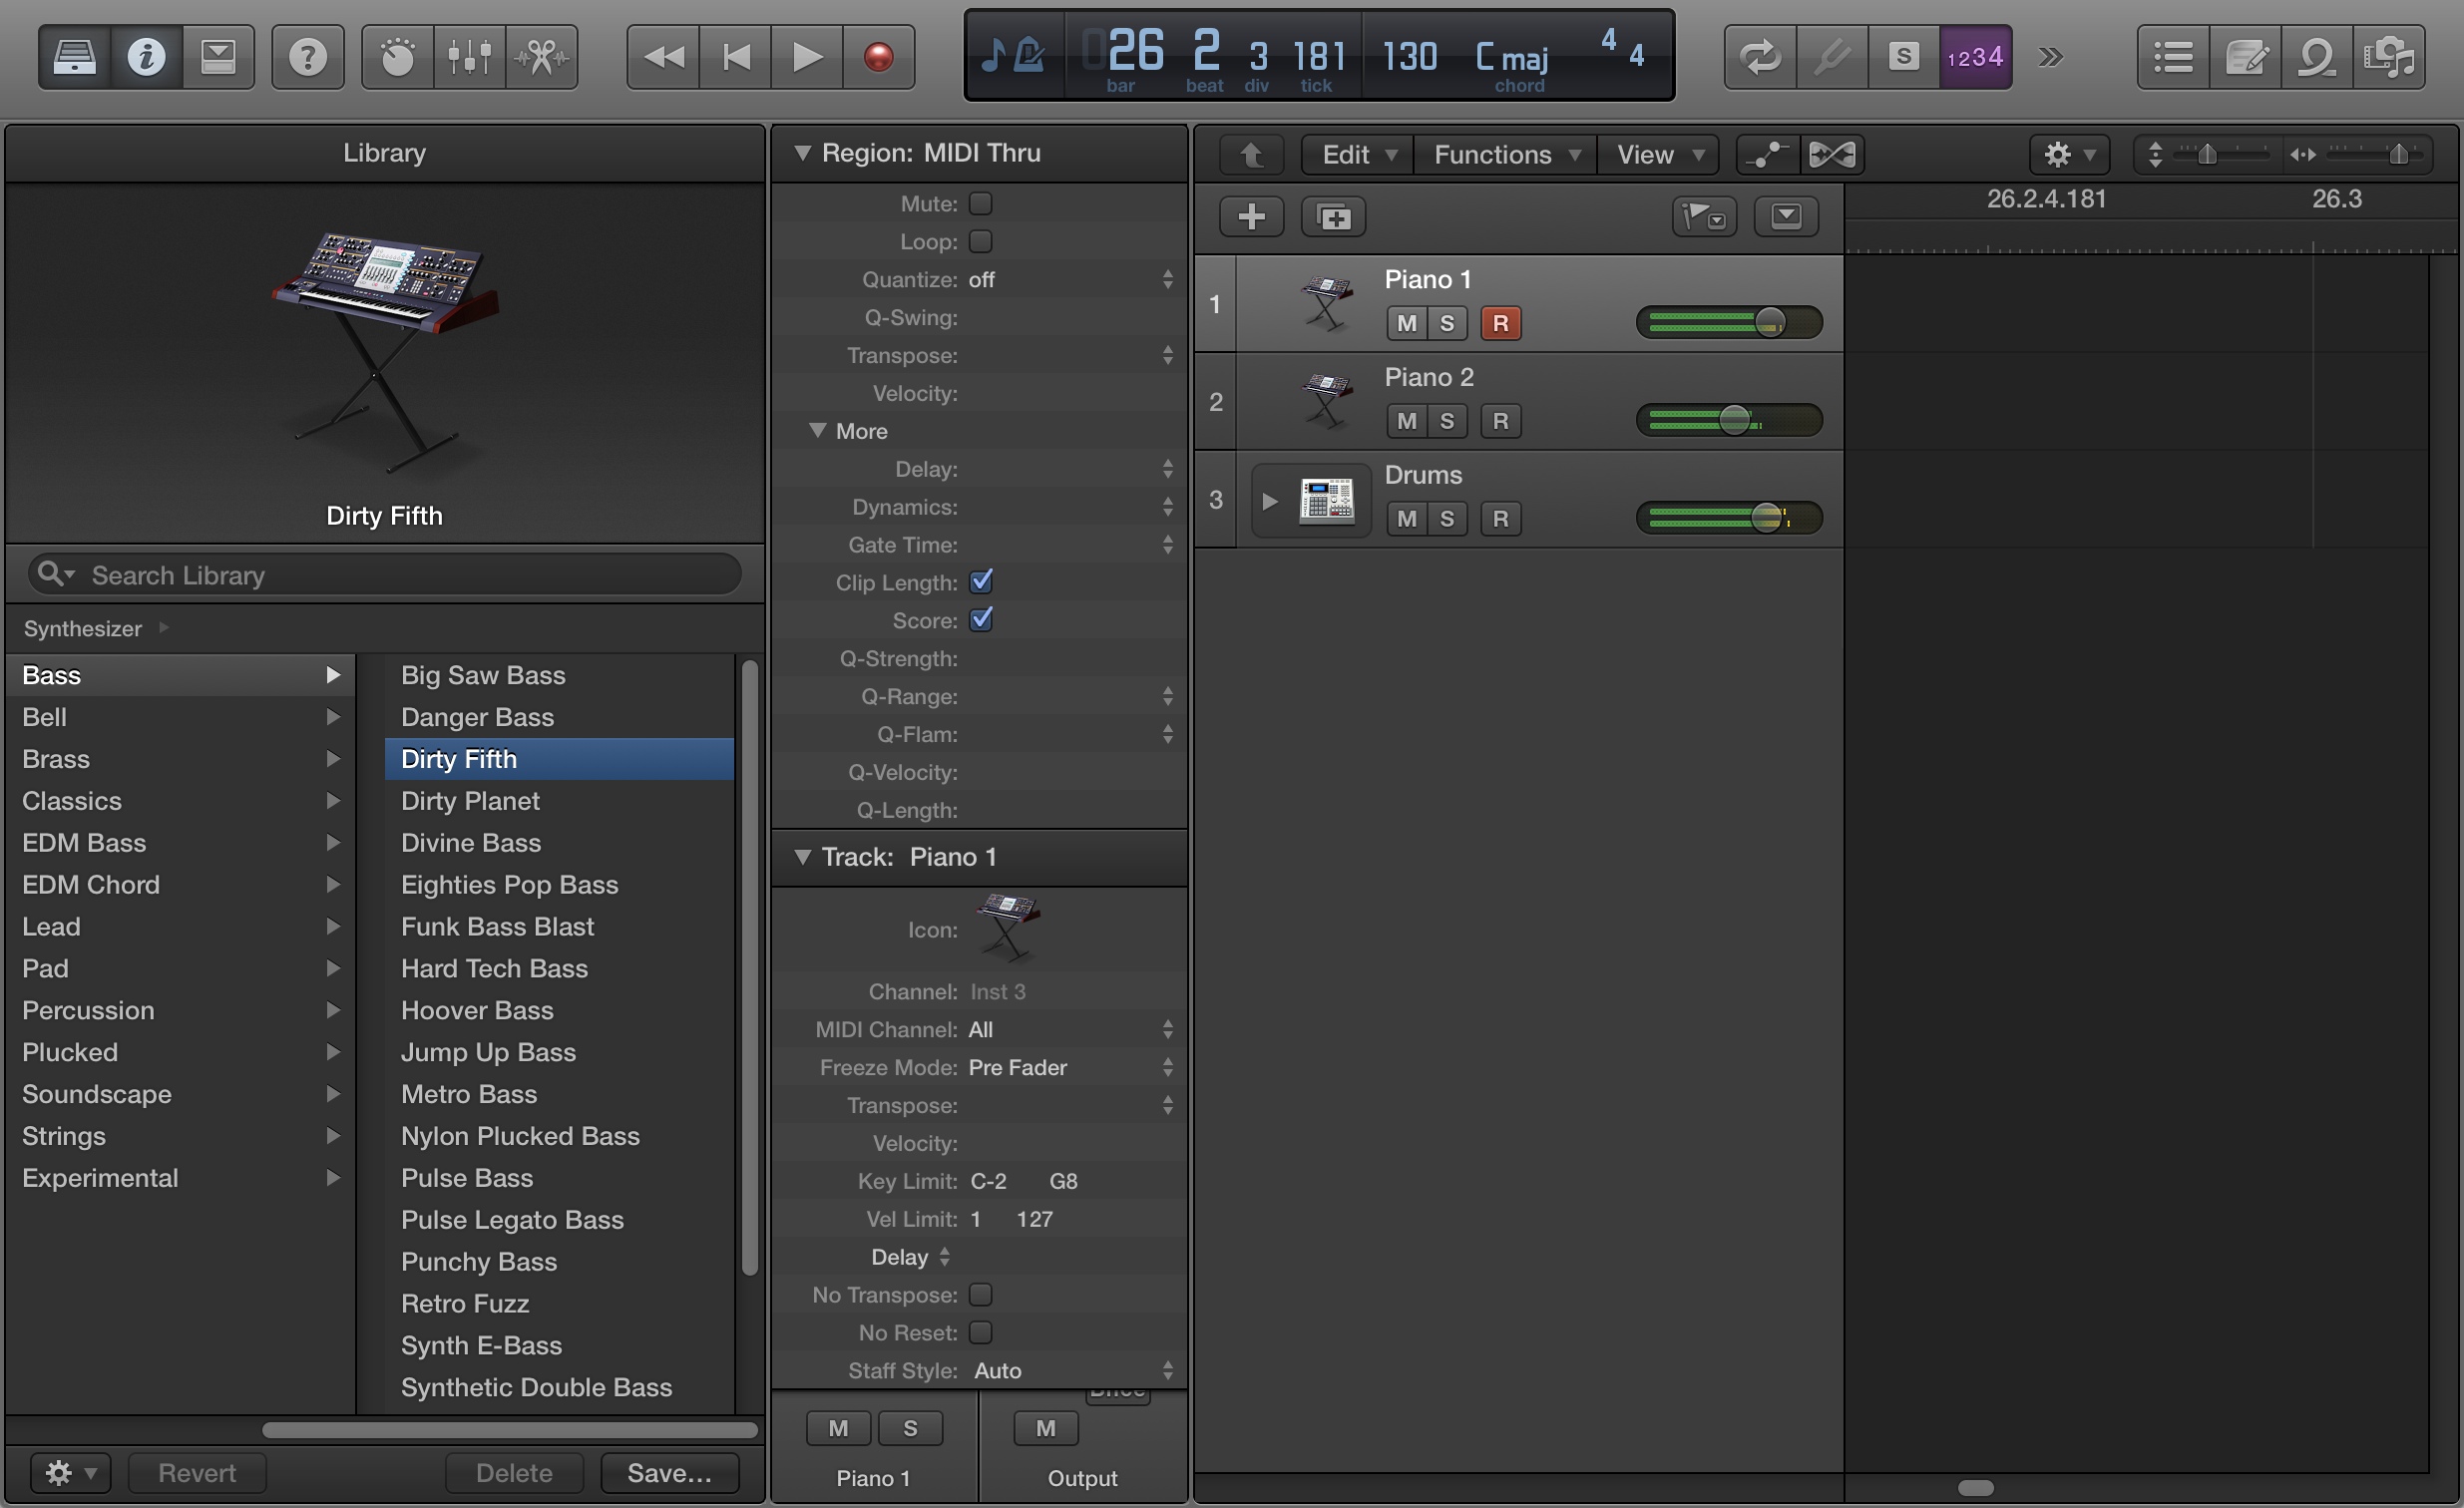 026 2 3 181 130 C maj 4 4
bar beat div tick chord
S 1234
Library
Dirty Fifth
Search Library
Synthesizer
Bass
Bell
Brass
Classics
EDM Bass
EDM Chord
Lead
Pad
Percussion
Plucked
Soundscape
Strings
Experimental
Big Saw Bass
Danger Bass
Dirty Fifth
Dirty Planet
Divine Bass
Eighties Pop Bass
Funk Bass Blast
Hard Tech Bass
Hoover Bass
Jump Up Bass
Metro Bass
Nylon Plucked Bass
Pulse Bass
Pulse Legato Bass
Punchy Bass
Retro Fuzz
Synth E-Bass
Synthetic Double Bass
Revert Delete Save...
Region: MIDI Thru
Mute:
Loop:
Quantize: off
Q-Swing:
Transpose:
Velocity:
More
Delay:
Dynamics:
Gate Time:
Clip Length:
Score:
Q-Strength:
Q-Range:
Q-Flam:
Q-Velocity:
Q-Length:
Track: Piano 1
Icon:
Channel: Inst 3
MIDI Channel: All
Freeze Mode: Pre Fader
Transpose:
Velocity:
Key Limit: C-2 G8
Vel Limit: 1 127
Delay
No Transpose:
No Reset:
Staff Style: Auto
M S M
Piano 1 Output
Edit Functions View
26.2.4.181 26.3
1 Piano 1
M S R
2 Piano 2
M S R
3 Drums
M S R